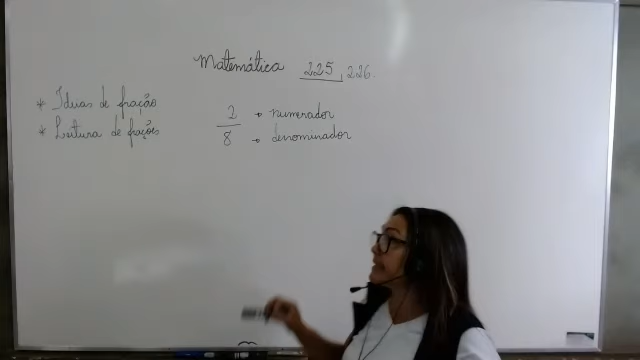 Matemática 225, 226.
* Ideias de fração
* Leitura de frações
2 → numerador
8 → denominador